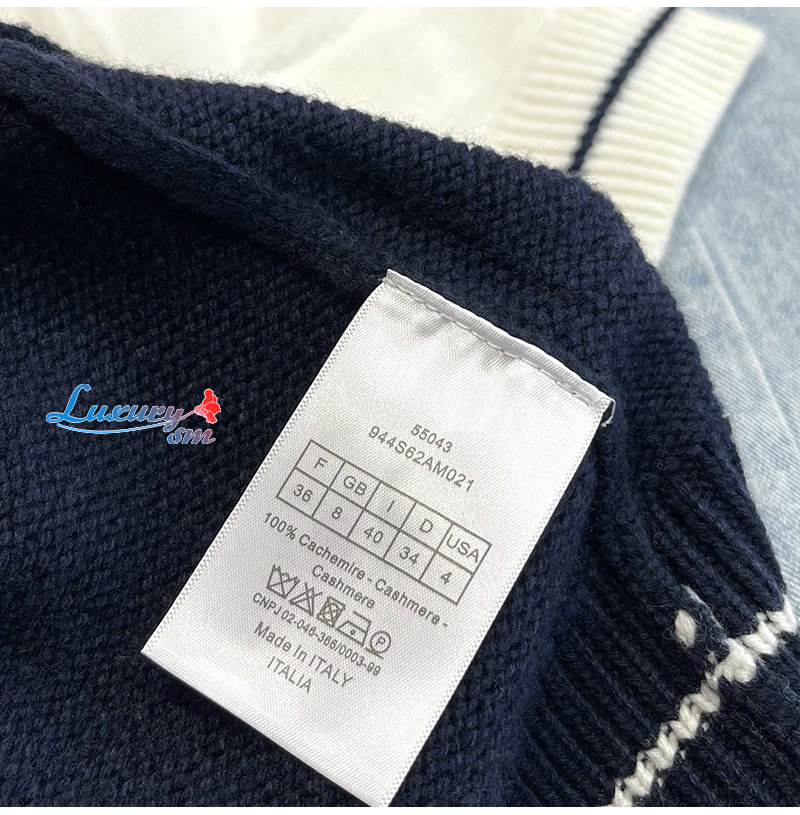 Luxury
sm
55043
944S62AM021
F GB I D USA
36 8 40 34 4
100% Cachemire - Cashmere -
Cashmere
P
CNPJ 02-046-366/0003-99
Made In ITALY
ITALIA